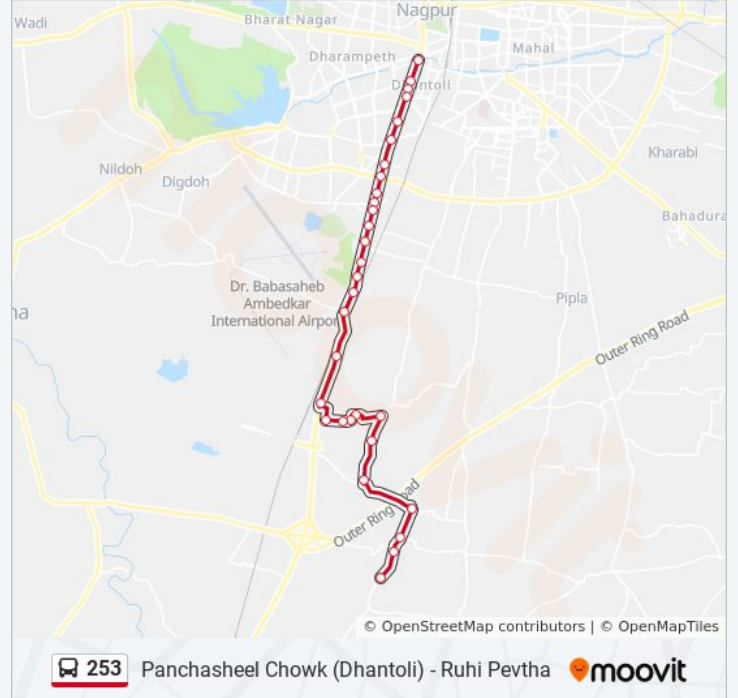 Nagpur
Wadi
Bharat Nagar
Mahal
Dharampeth
Dhantoli
Kharabi
Nildoh
Digdoh
Bahadura
Dr. Babasaheb
Ambedkar
International Airport
Pipla
na
Outer Ring Road
Outer Ring Road
© OpenStreetMap contributors | © OpenMapTiles
253 Panchasheel Chowk (Dhantoli) - Ruhi Pevtha moovit